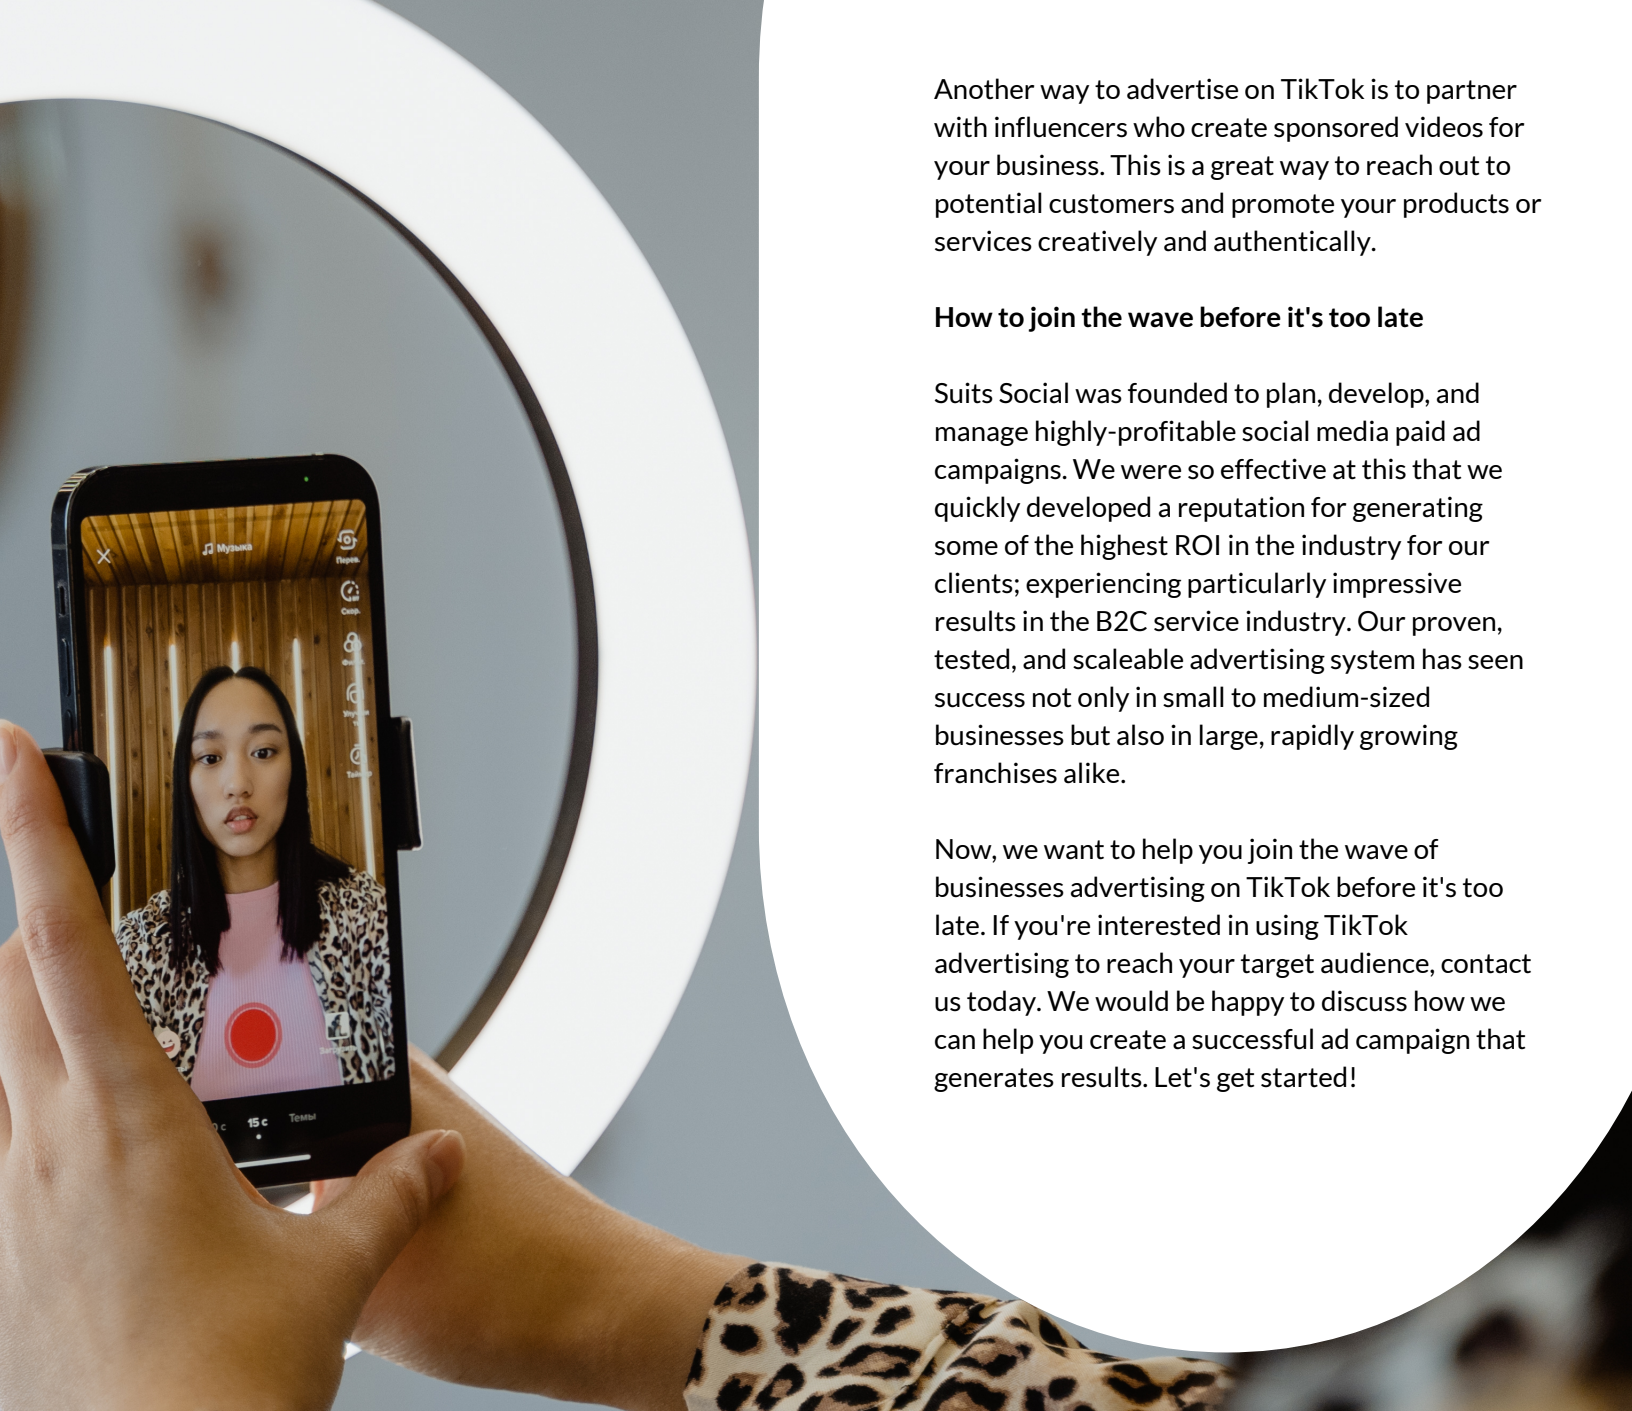 Музыка
Перев.
Скор.
15 с
Темы
Another way to advertise on TikTok is to partner
with influencers who create sponsored videos for
your business. This is a great way to reach out to
potential customers and promote your products or
services creatively and authentically.
How to join the wave before it's too late
Suits Social was founded to plan, develop, and
manage highly-profitable social media paid ad
campaigns. We were so effective at this that we
quickly developed a reputation for generating
some of the highest ROI in the industry for our
clients; experiencing particularly impressive
results in the B2C service industry. Our proven,
tested, and scaleable advertising system has seen
success not only in small to medium-sized
businesses but also in large, rapidly growing
franchises alike.
Now, we want to help you join the wave of
businesses advertising on TikTok before it's too
late. If you're interested in using TikTok
advertising to reach your target audience, contact
us today. We would be happy to discuss how we
can help you create a successful ad campaign that
generates results. Let's get started!